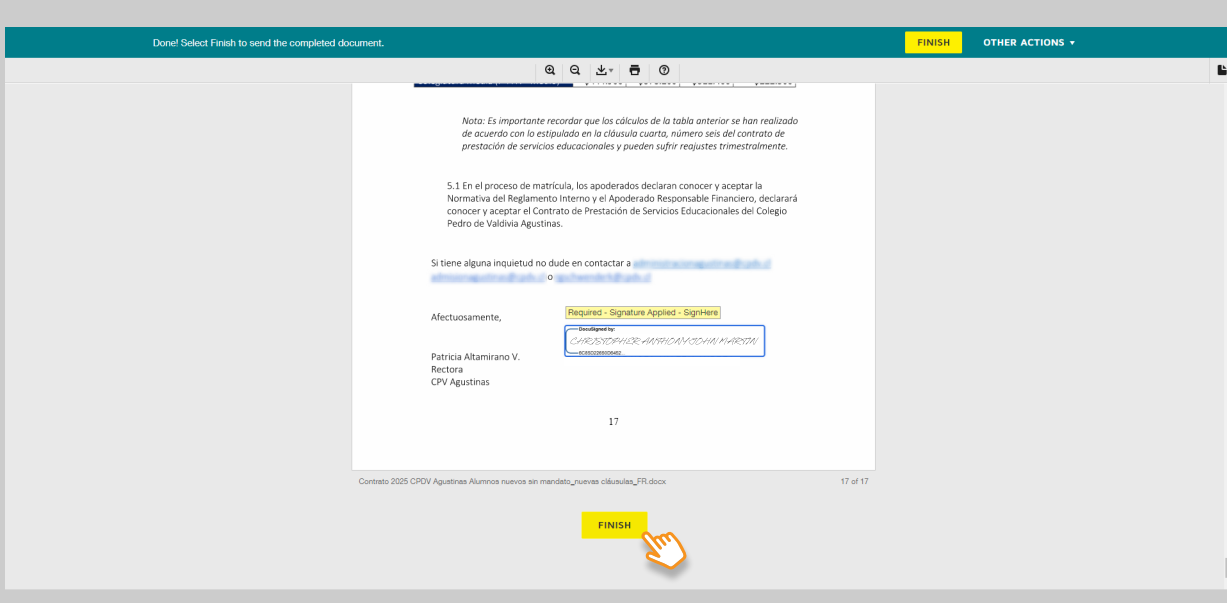 Done! Select Finish to send the completed document.
FINISH
OTHER ACTIONS
Nota: Es importante recordar que los cálculos de la tabla anterior se han realizado
de acuerdo con lo estipulado en la cláusula cuarta, número seis del contrato de
prestación de servicios educacionales y pueden sufrir reajustes trimestralmente.
5.1 En el proceso de matrícula, los apoderados declaran conocer y aceptar la
Normativa del Reglamento Interno y el Apoderado Responsable Financiero, declarará
conocer y aceptar el Contrato de Prestación de Servicios Educacionales del Colegio
Pedro de Valdivia Agustinas.
Si tiene alguna inquietud no dude en contactar a
o
Afectuosamente,
Required - Signature Applied - SignHere
DocuSigned by:
CHRISTOPHER ANTHONY JOHN MARTIN
Patricia Altamirano V.
Rectora
CPV Agustinas
17
Contrato 2025 CPDV Agustinas Alumnos nuevos sin mandato_nuevas cláusulas_FR.docx
17 of 17
FINISH